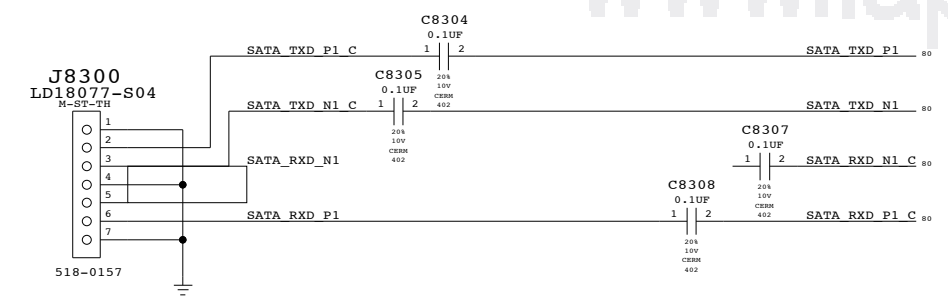 C8304
0.1UF
SATA_TXD_P1_C
1
2
SATA_TXD_P1
80
20%
10V
CERM
402
J8300
LD18077-S04
M-ST-TH
C8305
0.1UF
SATA_TXD_N1_C
1
2
SATA_TXD_N1
80
20%
10V
CERM
402
1
2
3
4
5
6
7
C8307
0.1UF
SATA_RXD_N1
1
2
SATA_RXD_N1_C
80
20%
10V
CERM
402
C8308
0.1UF
SATA_RXD_P1
1
2
SATA_RXD_P1_C
80
20%
10V
CERM
402
518-0157